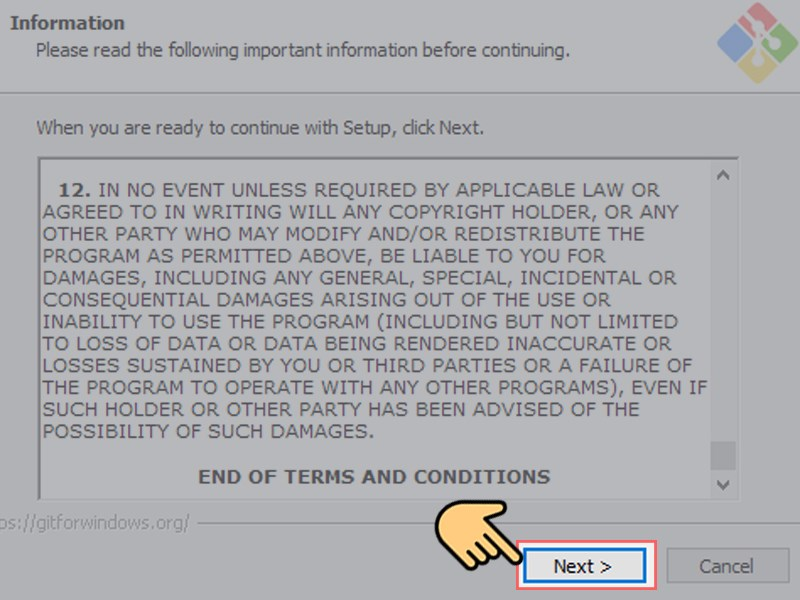 Information
Please read the following important information before continuing.
When you are ready to continue with Setup, click Next.
12. IN NO EVENT UNLESS REQUIRED BY APPLICABLE LAW OR
AGREED TO IN WRITING WILL ANY COPYRIGHT HOLDER, OR ANY
OTHER PARTY WHO MAY MODIFY AND/OR REDISTRIBUTE THE
PROGRAM AS PERMITTED ABOVE, BE LIABLE TO YOU FOR
DAMAGES, INCLUDING ANY GENERAL, SPECIAL, INCIDENTAL OR
CONSEQUENTIAL DAMAGES ARISING OUT OF THE USE OR
INABILITY TO USE THE PROGRAM (INCLUDING BUT NOT LIMITED
TO LOSS OF DATA OR DATA BEING RENDERED INACCURATE OR
LOSSES SUSTAINED BY YOU OR THIRD PARTIES OR A FAILURE OF
THE PROGRAM TO OPERATE WITH ANY OTHER PROGRAMS), EVEN IF
SUCH HOLDER OR OTHER PARTY HAS BEEN ADVISED OF THE
POSSIBILITY OF SUCH DAMAGES.
END OF TERMS AND CONDITIONS
ps://gitforwindows.org/
Next >
Cancel